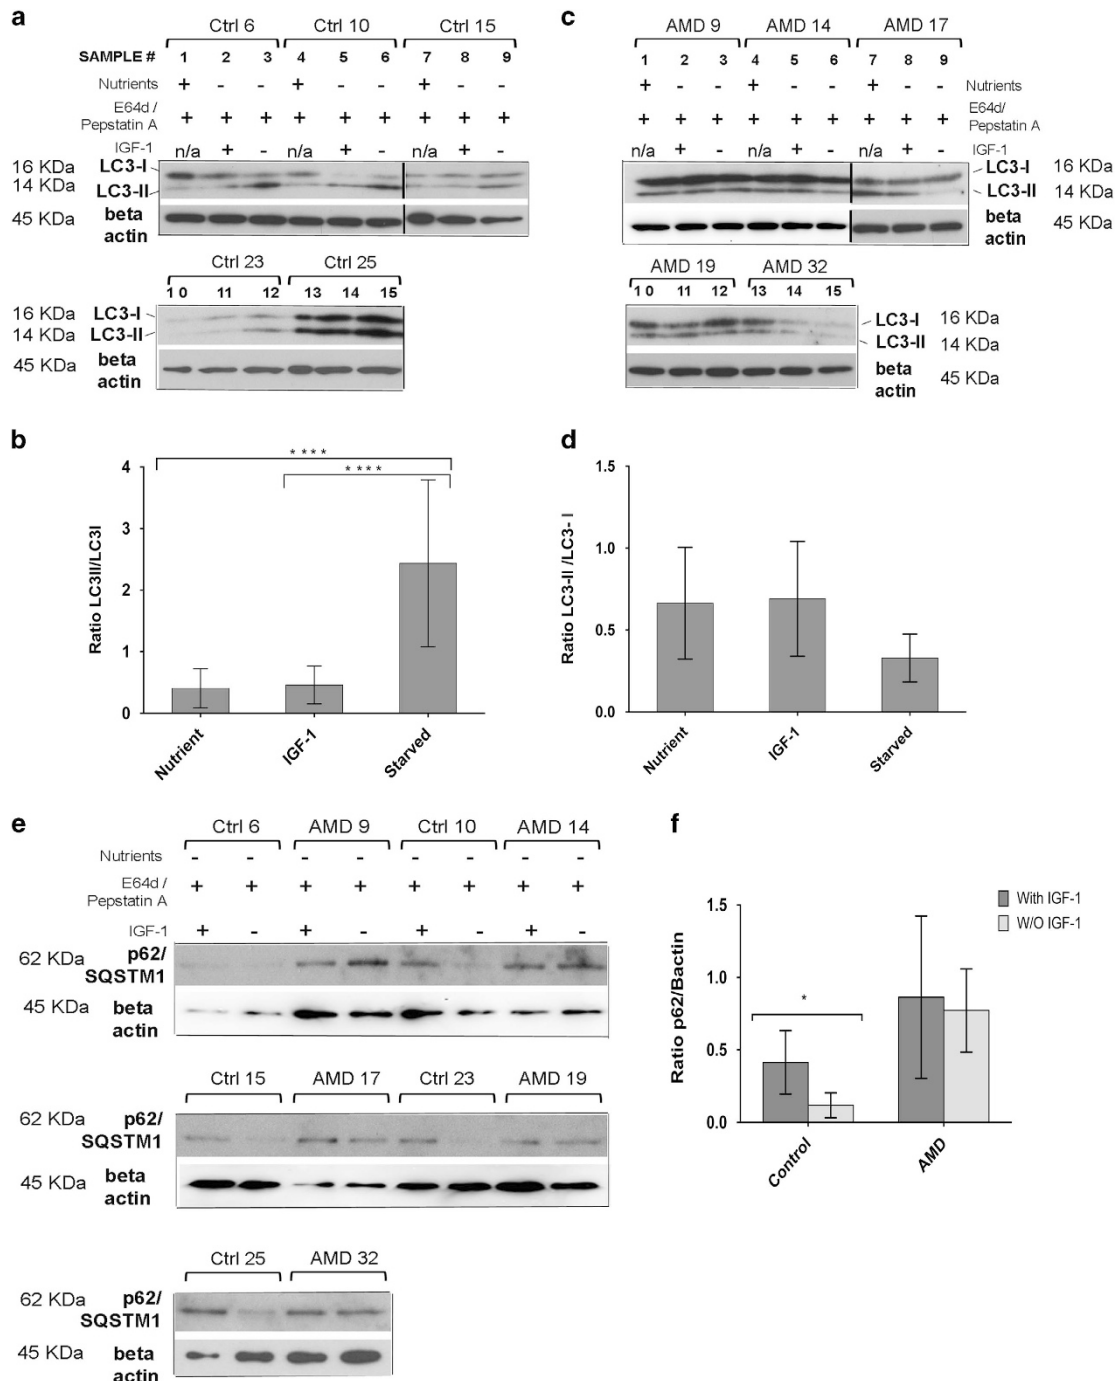 a
Ctrl 6 Ctrl 10 Ctrl 15
SAMPLE # 1 2 3 4 5 6 7 8 9
Nutrients + - - + - - + - -
E64d /
Pepstatin A + + + + + + + + +
IGF-1 n/a + - n/a + - n/a + -
16 KDa LC3-I
14 KDa LC3-II
45 KDa beta
actin
Ctrl 23 Ctrl 25
1 0 11 12 13 14 15
16 KDa LC3-I
14 KDa LC3-II
45 KDa beta
actin
c
AMD 9 AMD 14 AMD 17
1 2 3 4 5 6 7 8 9
+ - - + - - + - - Nutrients
E64d/
+ + + + + + + + + Pepstatin A
n/a + - n/a + - n/a + - IGF-1
LC3-I 16 KDa
LC3-II 14 KDa
beta 45 KDa
actin
AMD 19 AMD 32
1 0 11 12 13 14 15
LC3-I 16 KDa
LC3-II 14 KDa
beta
actin 45 KDa
b
**** 
****
Ratio LC3II/LC3I
4
3
2
1
0
Nutrient IGF-1 Starved
d
Ratio LC3-II /LC3- I
1.5
1.0
0.5
0.0
Nutrient IGF-1 Starved
e
Ctrl 6 AMD 9 Ctrl 10 AMD 14
Nutrients - - - - - - - -
E64d /
Pepstatin A + + + + + + + +
IGF-1 + - + - + - + -
62 KDa p62/
SQSTM1
45 KDa beta
actin
Ctrl 15 AMD 17 Ctrl 23 AMD 19
62 KDa p62/
SQSTM1
45 KDa beta
actin
Ctrl 25 AMD 32
62 KDa p62/
SQSTM1
45 KDa beta
actin
f
With IGF-1
W/O IGF-1
Ratio p62/Bactin
1.5
1.0
0.5
0.0
*
Control AMD